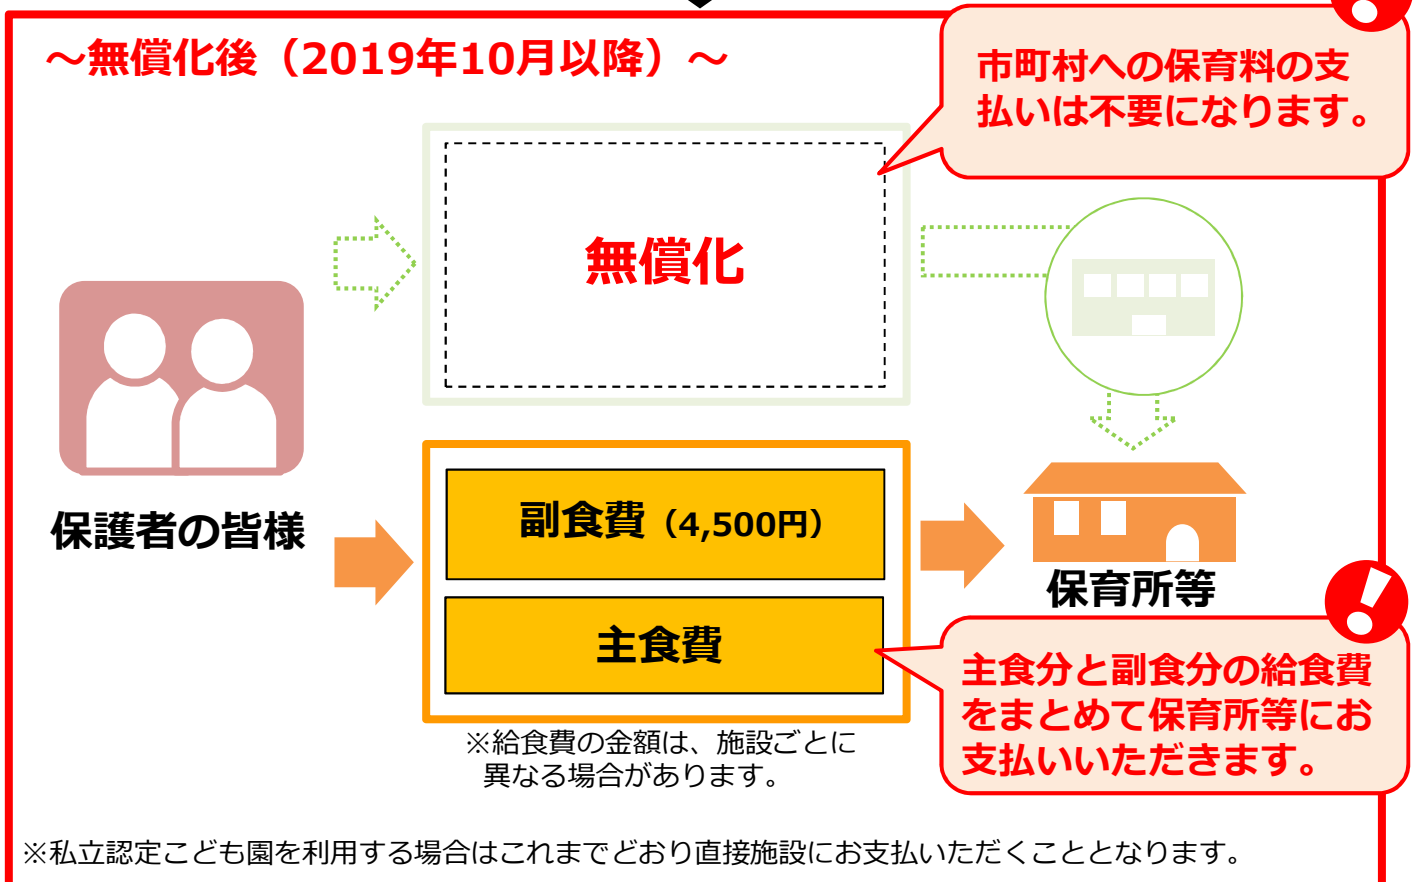 ～無償化後（2019年10月以降）～
市町村への保育料の支
払いは不要になります。
無償化
保護者の皆様
副食費（4,500円）
主食費
保育所等
主食分と副食分の給食費
をまとめて保育所等にお
支払いいただきます。
※給食費の金額は、施設ごとに
異なる場合があります。
※私立認定こども園を利用する場合はこれまでどおり直接施設にお支払いただくこととなります。